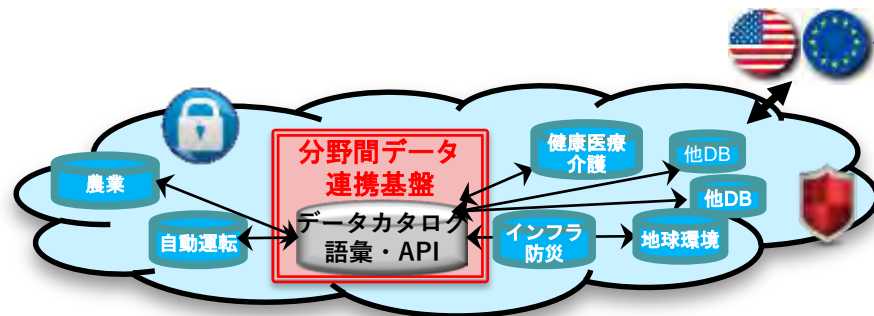 分野間データ
連携基盤
データカタログ
語彙・API
農業
自動運転
健康医療
介護
他DB
他DB
インフラ
防災
地球環境